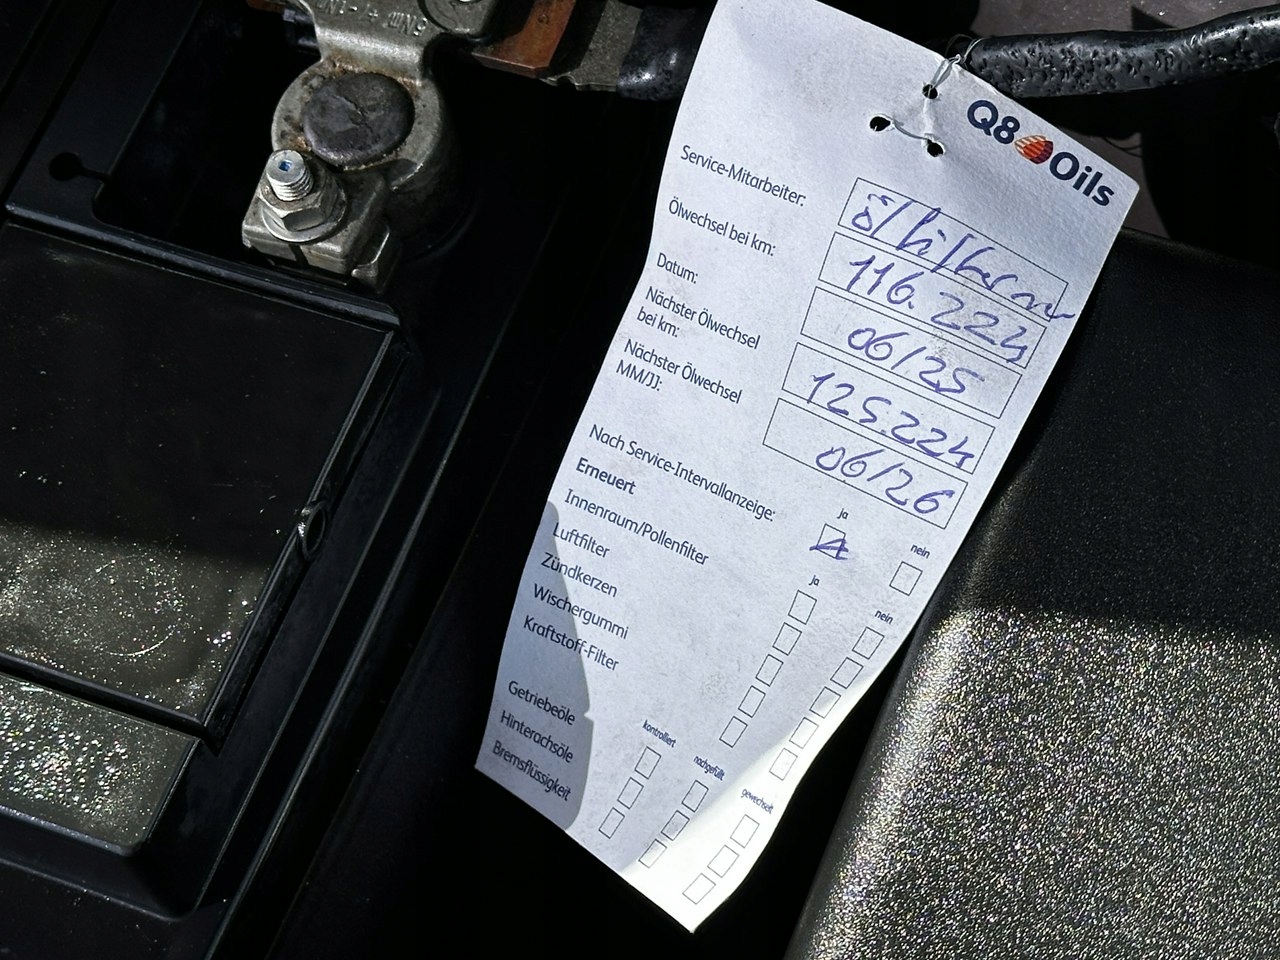 Q8 Oils
Service-Mitarbeiter:
Ölwechsel bei km: 116.224
Datum: 06/25
Nächster Ölwechsel
bei km: 125.224
Nächster Ölwechsel
MM/JJ: 06/26
Nach Service-Intervallanzeige: ja nein
Erneuert ja nein
Innenraum/Pollenfilter
Luftfilter
Zündkerzen
Wischergummi
Kraftstoff-Filter
kontrolliert nachgefüllt gewechselt
Getriebeöle
Hinterachsöle
Bremsflüssigkeit